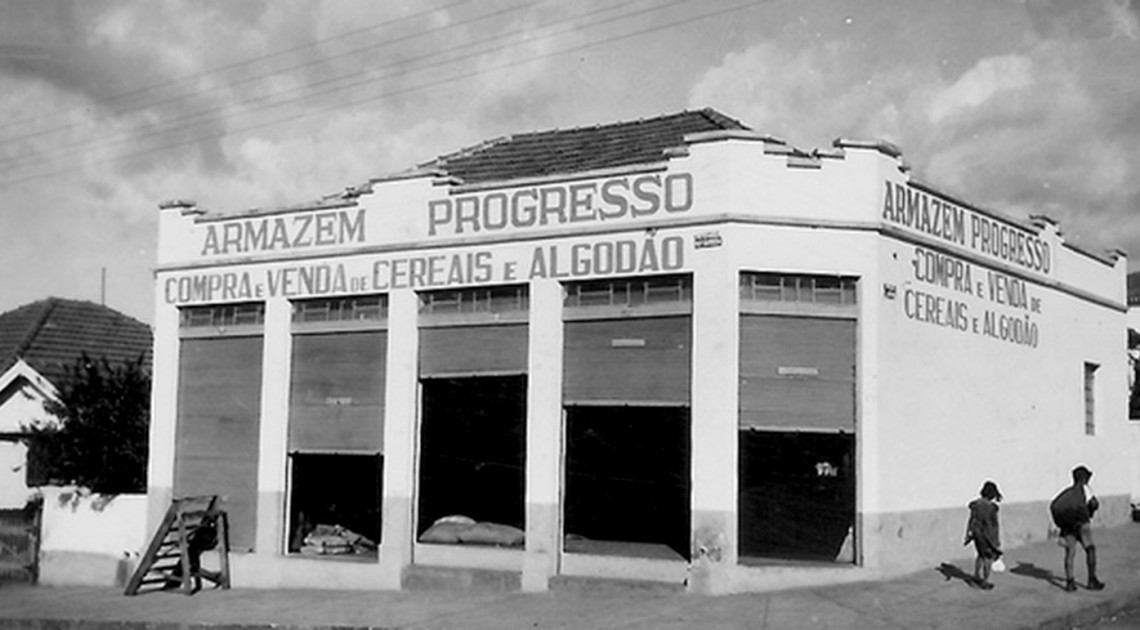 ARMAZEM PROGRESSO
COMPRA E VENDA DE CEREAIS E ALGODÃO
ARMAZEM PROGRESSO
COMPRA E VENDA DE
CEREAIS E ALGODÃO